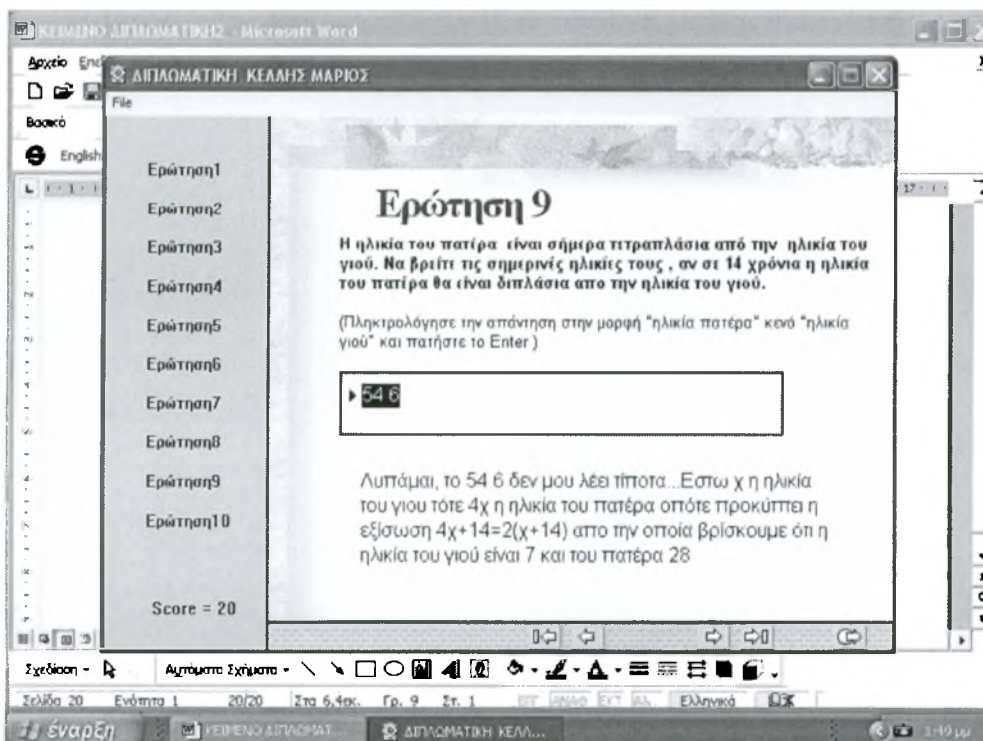 ΚΕΙΜΕΝΟ ΔΙΠΛΩΜΑΤΙΚΗΣ - Microsoft Word
Αρχείο
ΔΙΠΛΩΜΑΤΙΚΗ ΚΕΛΛΗΣ ΜΑΡΙΟΣ
File
Βασικό
English
Ερώτηση1
Ερώτηση2
Ερώτηση3
Ερώτηση4
Ερώτηση5
Ερώτηση6
Ερώτηση7
Ερώτηση8
Ερώτηση9
Ερώτηση10
Score = 20
Ερώτηση 9
Η ηλικία του πατέρα είναι σήμερα τετραπλάσια από την ηλικία του
γιού. Να βρείτε τις σημερινές ηλικίες τους , αν σε 14 χρόνια η ηλικία
του πατέρα θα είναι διπλάσια απο την ηλικία του γιού.
(Πληκτρολόγησε την απάντηση στην μορφή "ηλικία πατέρα" κενό "ηλικία
γιού" και πατήστε το Enter )
54 6
Λυπάμαι, το 54 6 δεν μου λέει τίποτα...Εστω χ η ηλικία
του γιου τότε 4χ η ηλικία του πατέρα οπότε προκύπτει η
εξίσωση 4χ+14=2(χ+14) απο την οποία βρίσκουμε ότι η
ηλικία του γιού είναι 7 και του πατέρα 28
Σχεδίαση
Αυτόματα Σχήματα
Σελίδα 20 Ενότητα 1 20/20 Στα 6,4εκ. Γρ. 9 Στ. 1 Ελληνικά
έναρξη
ΚΕΙΜΕΝΟ ΔΙΠΛΩΜΑΤ...
ΔΙΠΛΩΜΑΤΙΚΗ ΚΕΛΛ...
1:49 μμ